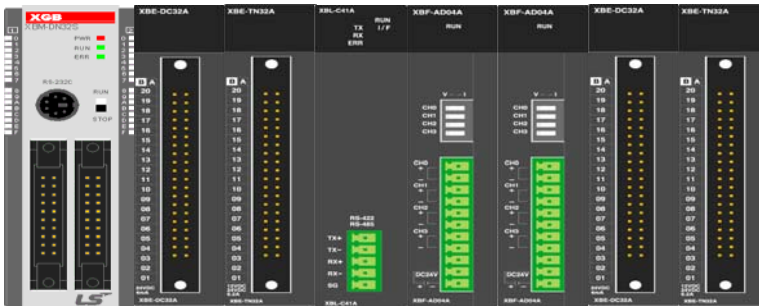 XGB
XBM-DN32S
PWR
RUN
ERR
RS-232C
RUN
STOP
LS
XBE-DC32A
B A
20
19
18
17
16
15
14
13
12
11
10
09
08
07
06
05
04
03
02
01
XBE-DC32A
XBE-TN32A
B A
20
19
18
17
16
15
14
13
12
11
10
09
08
07
06
05
04
03
02
01
XBE-TN32A
XBL-C41A
RUN
TX I/F
RX
ERR
RS-422
RS-485
TX+
TX-
RX+
RX-
SG
XBL-C41A
XBF-AD04A
RUN
V I
CH0
CH1
CH2
CH3
CH0
+
-
CH1
+
-
CH2
+
-
CH3
+
-
DC24V
XBF-AD04A
XBF-AD04A
RUN
V I
CH0
CH1
CH2
CH3
CH0
+
-
CH1
+
-
CH2
+
-
CH3
+
-
DC24V
XBF-AD04A
XBE-DC32A
B A
20
19
18
17
16
15
14
13
12
11
10
09
08
07
06
05
04
03
02
01
XBE-DC32A
XBE-TN32A
B A
20
19
18
17
16
15
14
13
12
11
10
09
08
07
06
05
04
03
02
01
XBE-TN32A